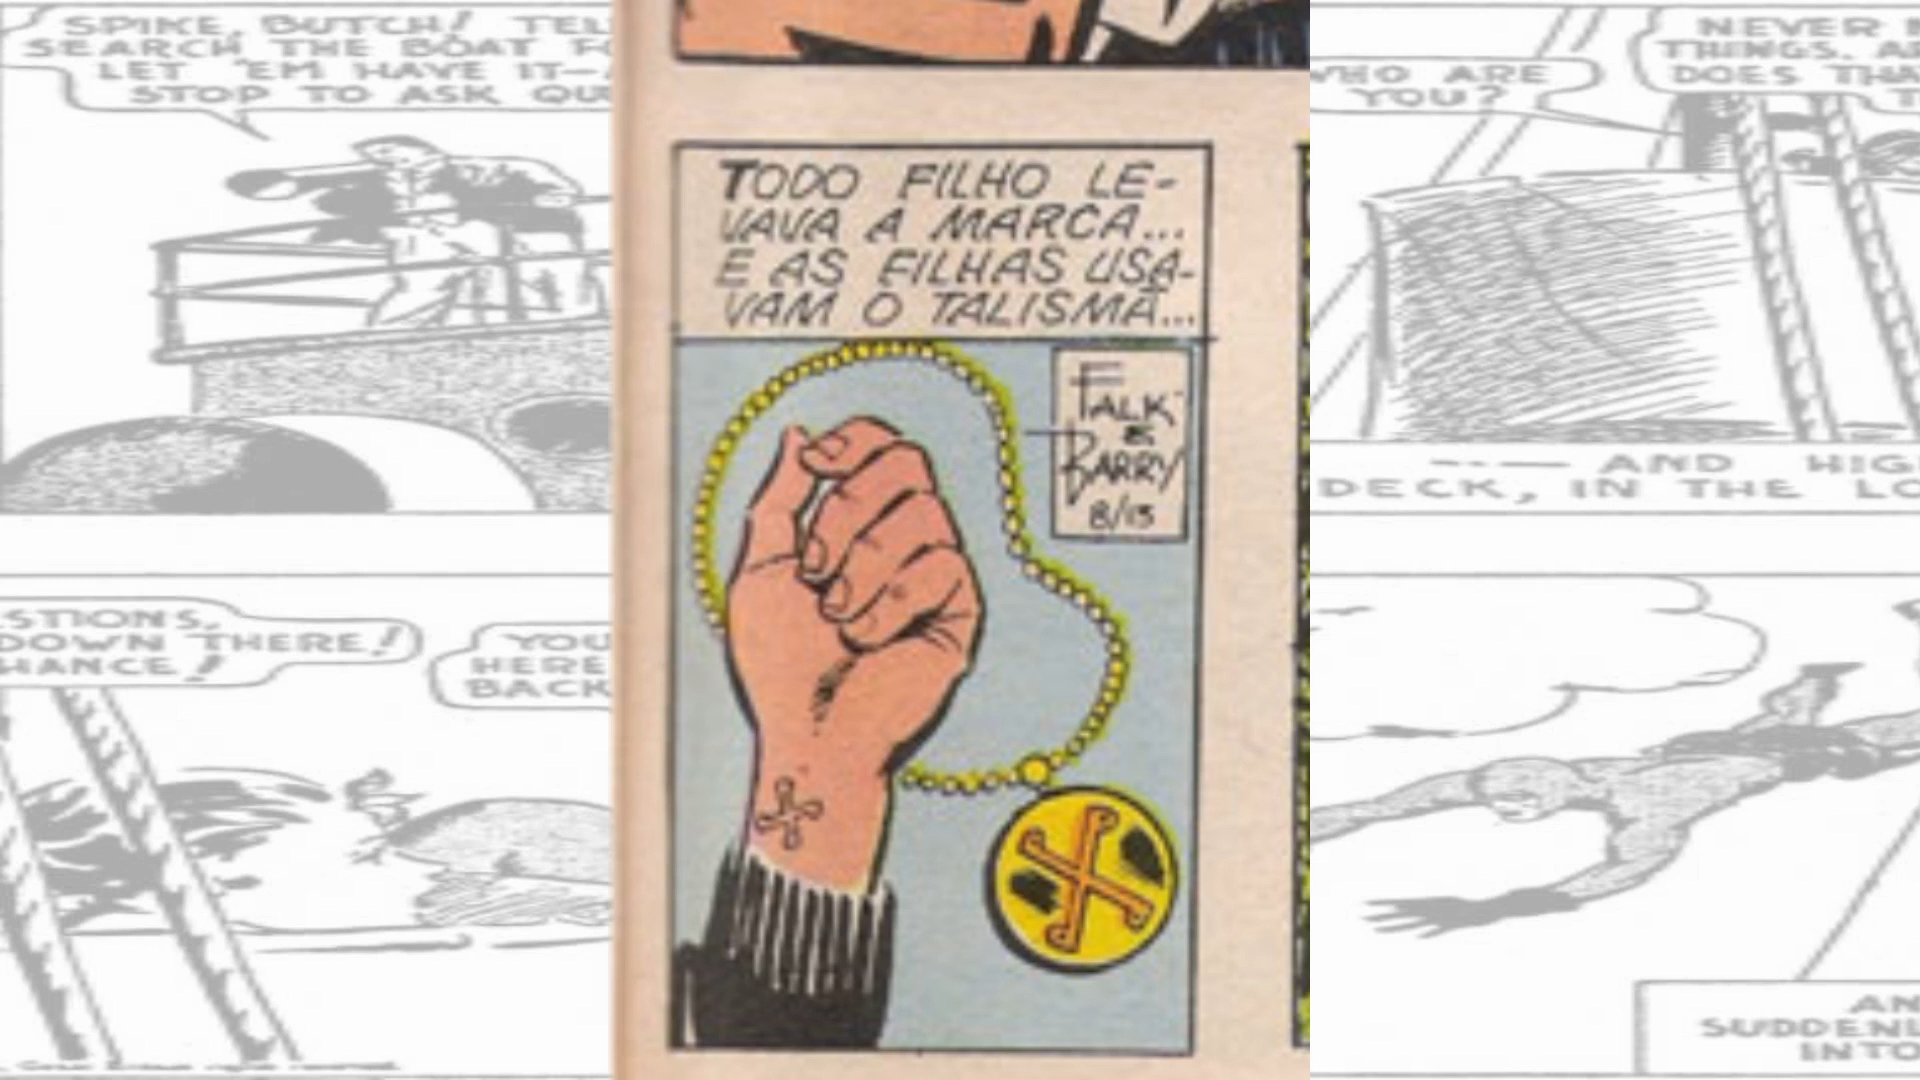 SPIKE, BUTCH! TEL
SEARCH THE BOAT F
LET 'EM HAVE IT—
STOP TO ASK QU
STIONS,
DOWN THERE!
HANCE!
YOU
HERE
BACK
TODO FILHO LE-
VAVA A MARCA...
E AS FILHAS USA-
VAM O TALISMÃ...
FALK
&
BARRY
8/13
WHO ARE
YOU?
NEVER
THINGS. A
DOES THA
T
--— AND HIG
DECK, IN THE LO
AN
SUDDENL
INTO